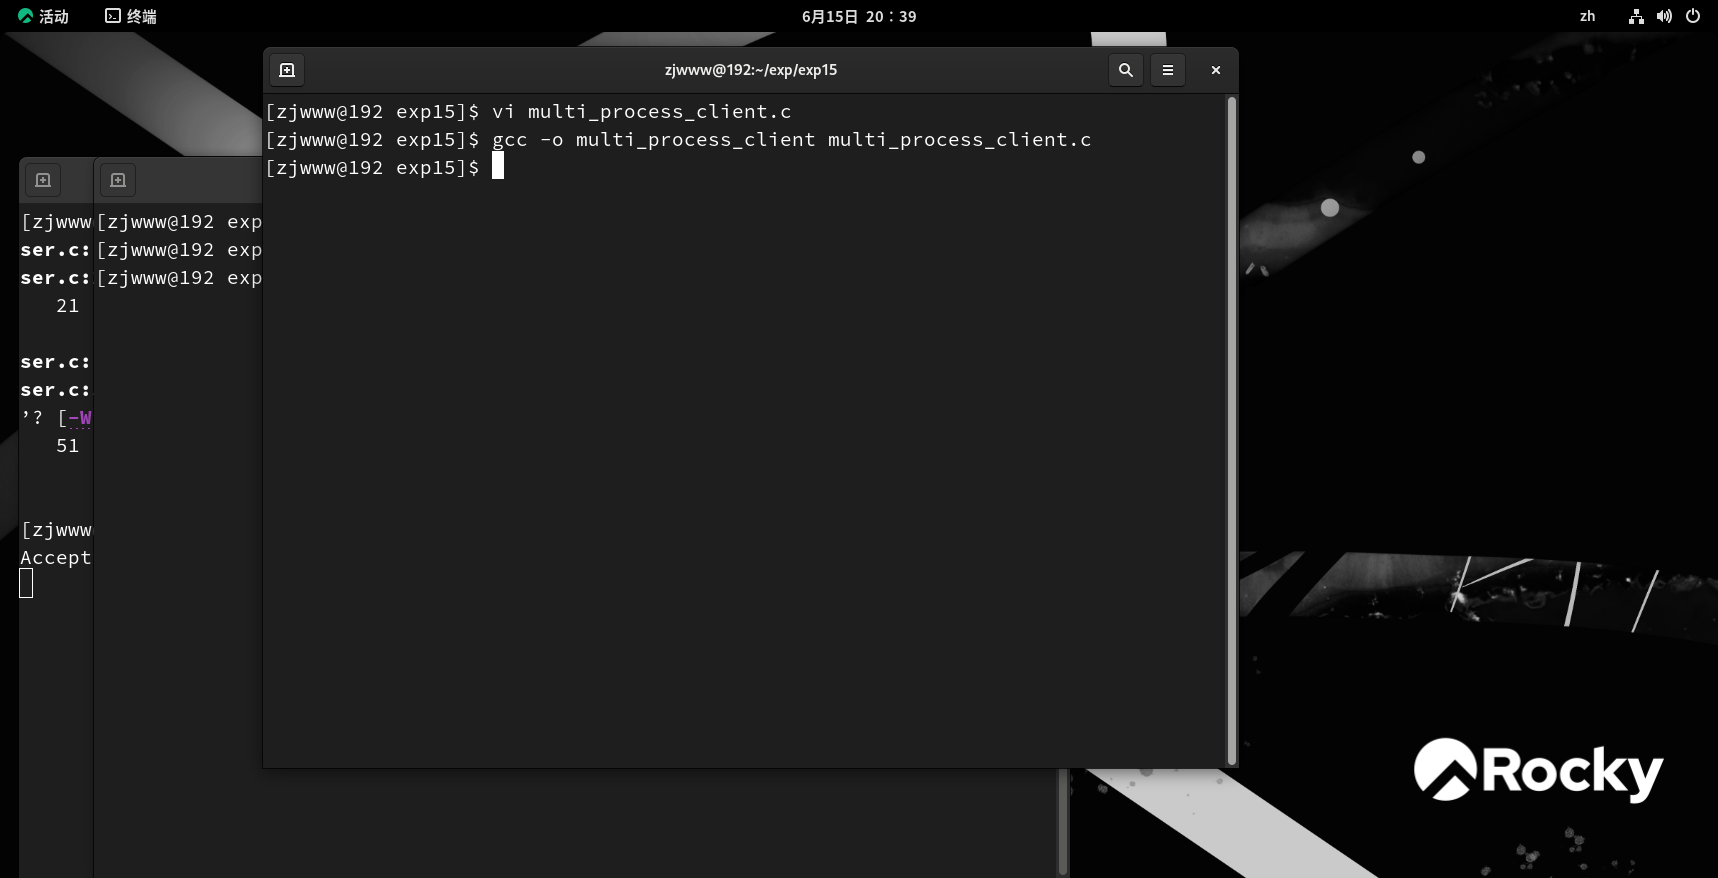 活动 终端 6月15日 20：39 zh
zjwww@192:~/exp/exp15
[zjwww@192 exp15]$ vi multi_process_client.c
[zjwww@192 exp15]$ gcc -o multi_process_client multi_process_client.c
[zjwww@192 exp15]$
[zjwww
ser.c:
ser.c:
21
ser.c:
ser.c:
’? [-W
51
[zjwww
Accept
[zjwww@192 exp
[zjwww@192 exp
[zjwww@192 exp
Rocky